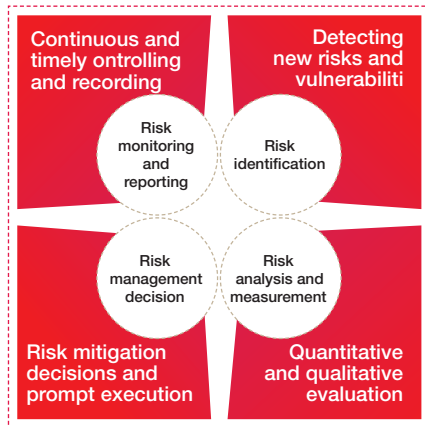 Continuous and
timely ontrolling
and recording
Detecting
new risks and
vulnerabiliti
Risk
monitoring
and
reporting
Risk
identification
Risk
management
decision
Risk
analysis and
measurement
Risk mitigation
decisions and
prompt execution
Quantitative
and qualitative
evaluation